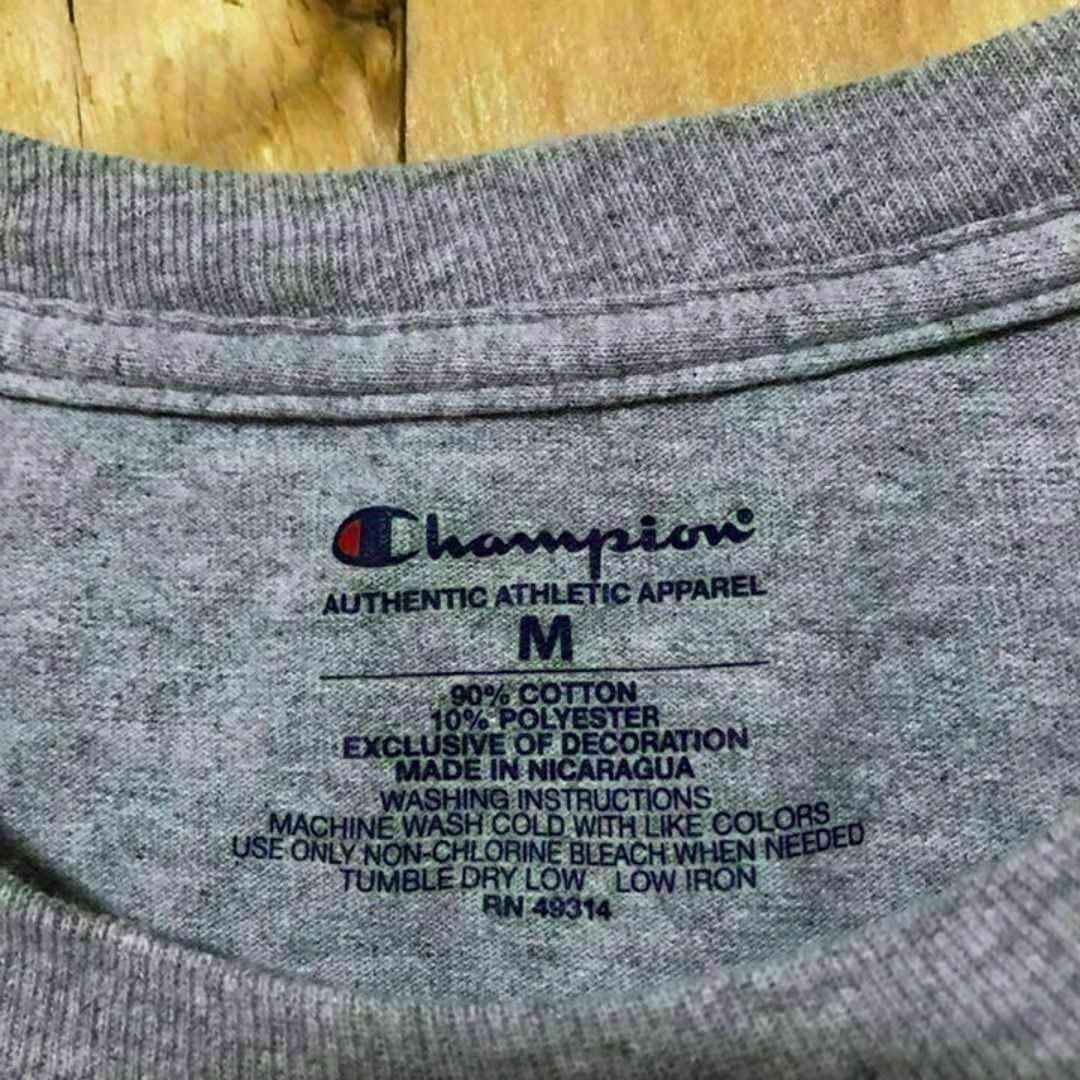 Champion®
AUTHENTIC ATHLETIC APPAREL
M
90% COTTON
10% POLYESTER
EXCLUSIVE OF DECORATION
MADE IN NICARAGUA
WASHING INSTRUCTIONS
MACHINE WASH COLD WITH LIKE COLORS
USE ONLY NON-CHLORINE BLEACH WHEN NEEDED
TUMBLE DRY LOW LOW IRON
RN 49314